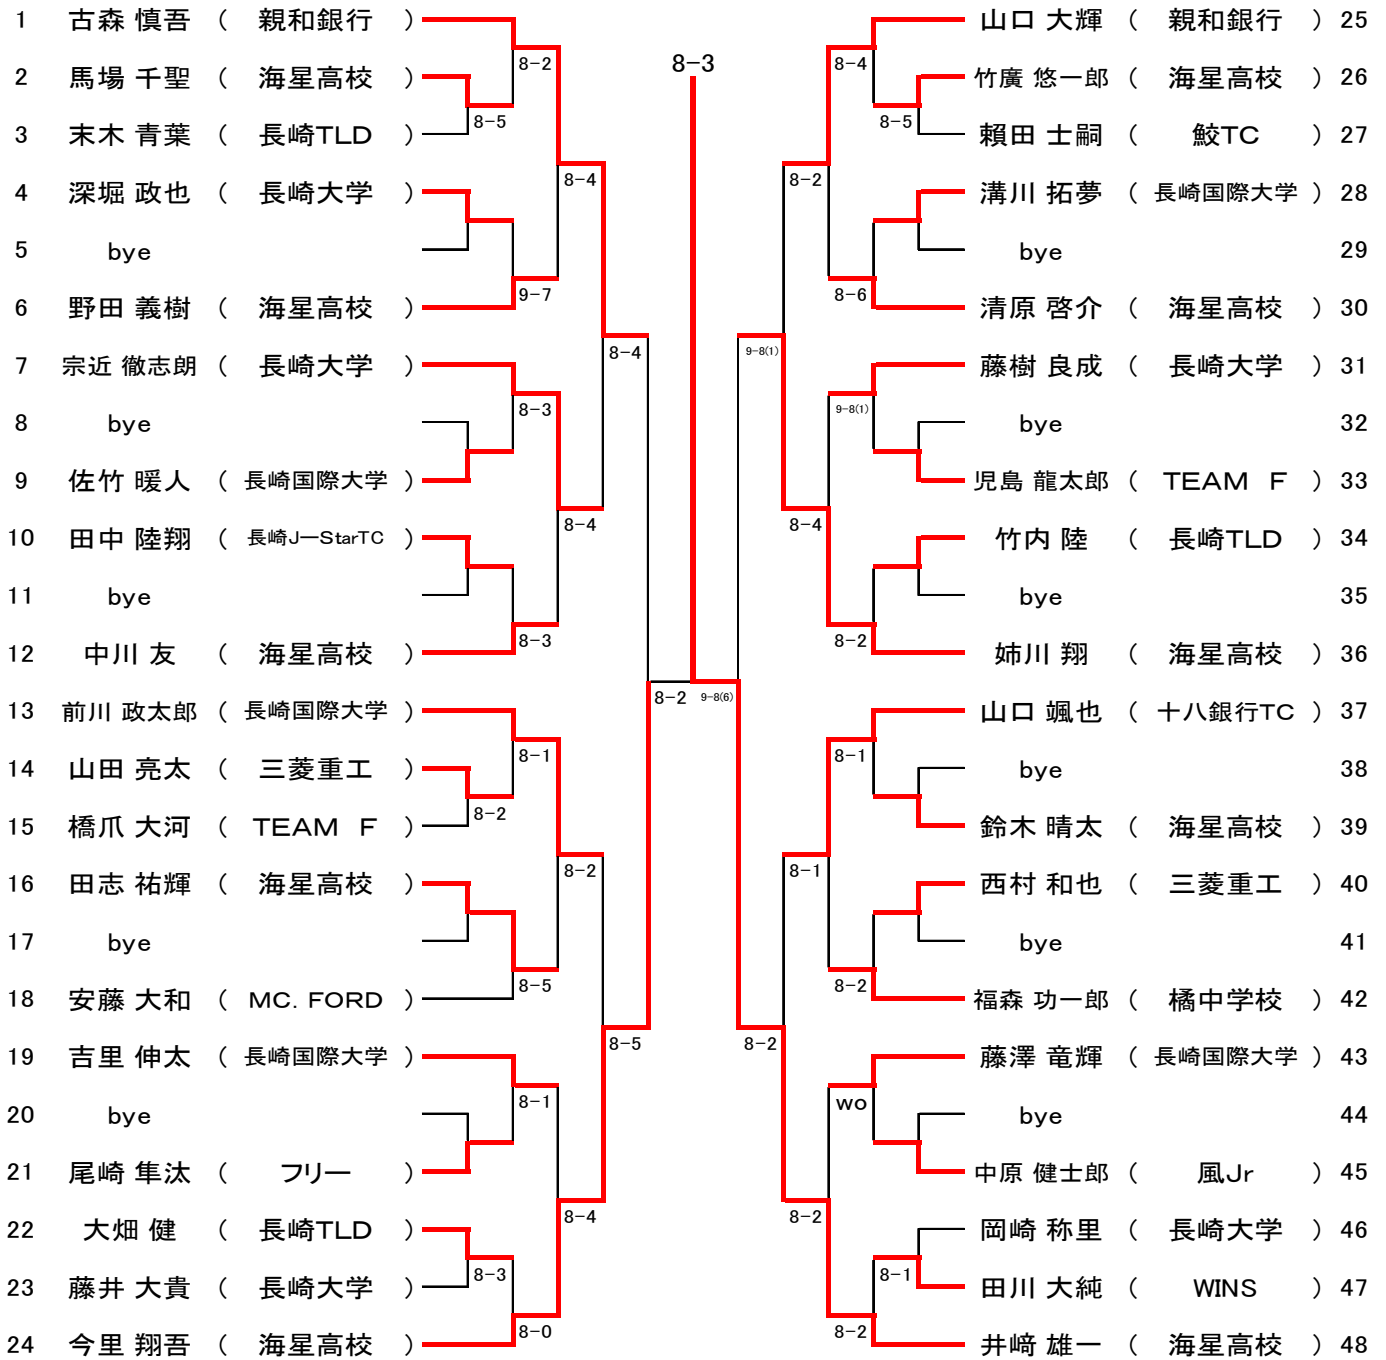 1 古森 慎吾 ( 親和銀行 ) 山口 大輝 ( 親和銀行 ) 25
8-2 8-3 8-4
2 馬場 千聖 ( 海星高校 ) 竹廣 悠一郎 ( 海星高校 ) 26
8-5 8-5
3 末木 青葉 ( 長崎TLD ) 賴田 士嗣 ( 鮫TC ) 27
8-4 8-2
4 深堀 政也 ( 長崎大学 ) 溝川 拓夢 ( 長崎国際大学 ) 28
5 bye bye 29
9-7 8-6
6 野田 義樹 ( 海星高校 ) 清原 啓介 ( 海星高校 ) 30
8-4 9-8(1)
7 宗近 徹志朗 ( 長崎大学 ) 藤樹 良成 ( 長崎大学 ) 31
8-3 9-8(1)
8 bye bye 32
9 佐竹 暖人 ( 長崎国際大学 ) 児島 龍太郎 ( TEAM F ) 33
8-4 8-4
10 田中 陸翔 ( 長崎J-StarTC ) 竹内 陸 ( 長崎TLD ) 34
11 bye bye 35
8-3 8-2
12 中川 友 ( 海星高校 ) 姉川 翔 ( 海星高校 ) 36
8-2 9-8(6)
13 前川 政太郎 ( 長崎国際大学 ) 山口 颯也 ( 十八銀行TC ) 37
8-1 8-1
14 山田 亮太 ( 三菱重工 ) bye 38
8-2
15 橋爪 大河 ( TEAM F ) 鈴木 晴太 ( 海星高校 ) 39
8-2 8-1
16 田志 祐輝 ( 海星高校 ) 西村 和也 ( 三菱重工 ) 40
17 bye bye 41
8-5 8-2
18 安藤 大和 ( MC. FORD ) 福森 功一郎 ( 橘中学校 ) 42
8-5 8-2
19 吉里 伸太 ( 長崎国際大学 ) 藤澤 竜輝 ( 長崎国際大学 ) 43
8-1 wo
20 bye bye 44
21 尾崎 隼汰 ( フリー ) 中原 健士郎 ( 風Jr ) 45
8-4 8-2
22 大畑 健 ( 長崎TLD ) 岡崎 称里 ( 長崎大学 ) 46
8-3 8-1
23 藤井 大貴 ( 長崎大学 ) 田川 大純 ( WINS ) 47
8-0 8-2
24 今里 翔吾 ( 海星高校 ) 井﨑 雄一 ( 海星高校 ) 48